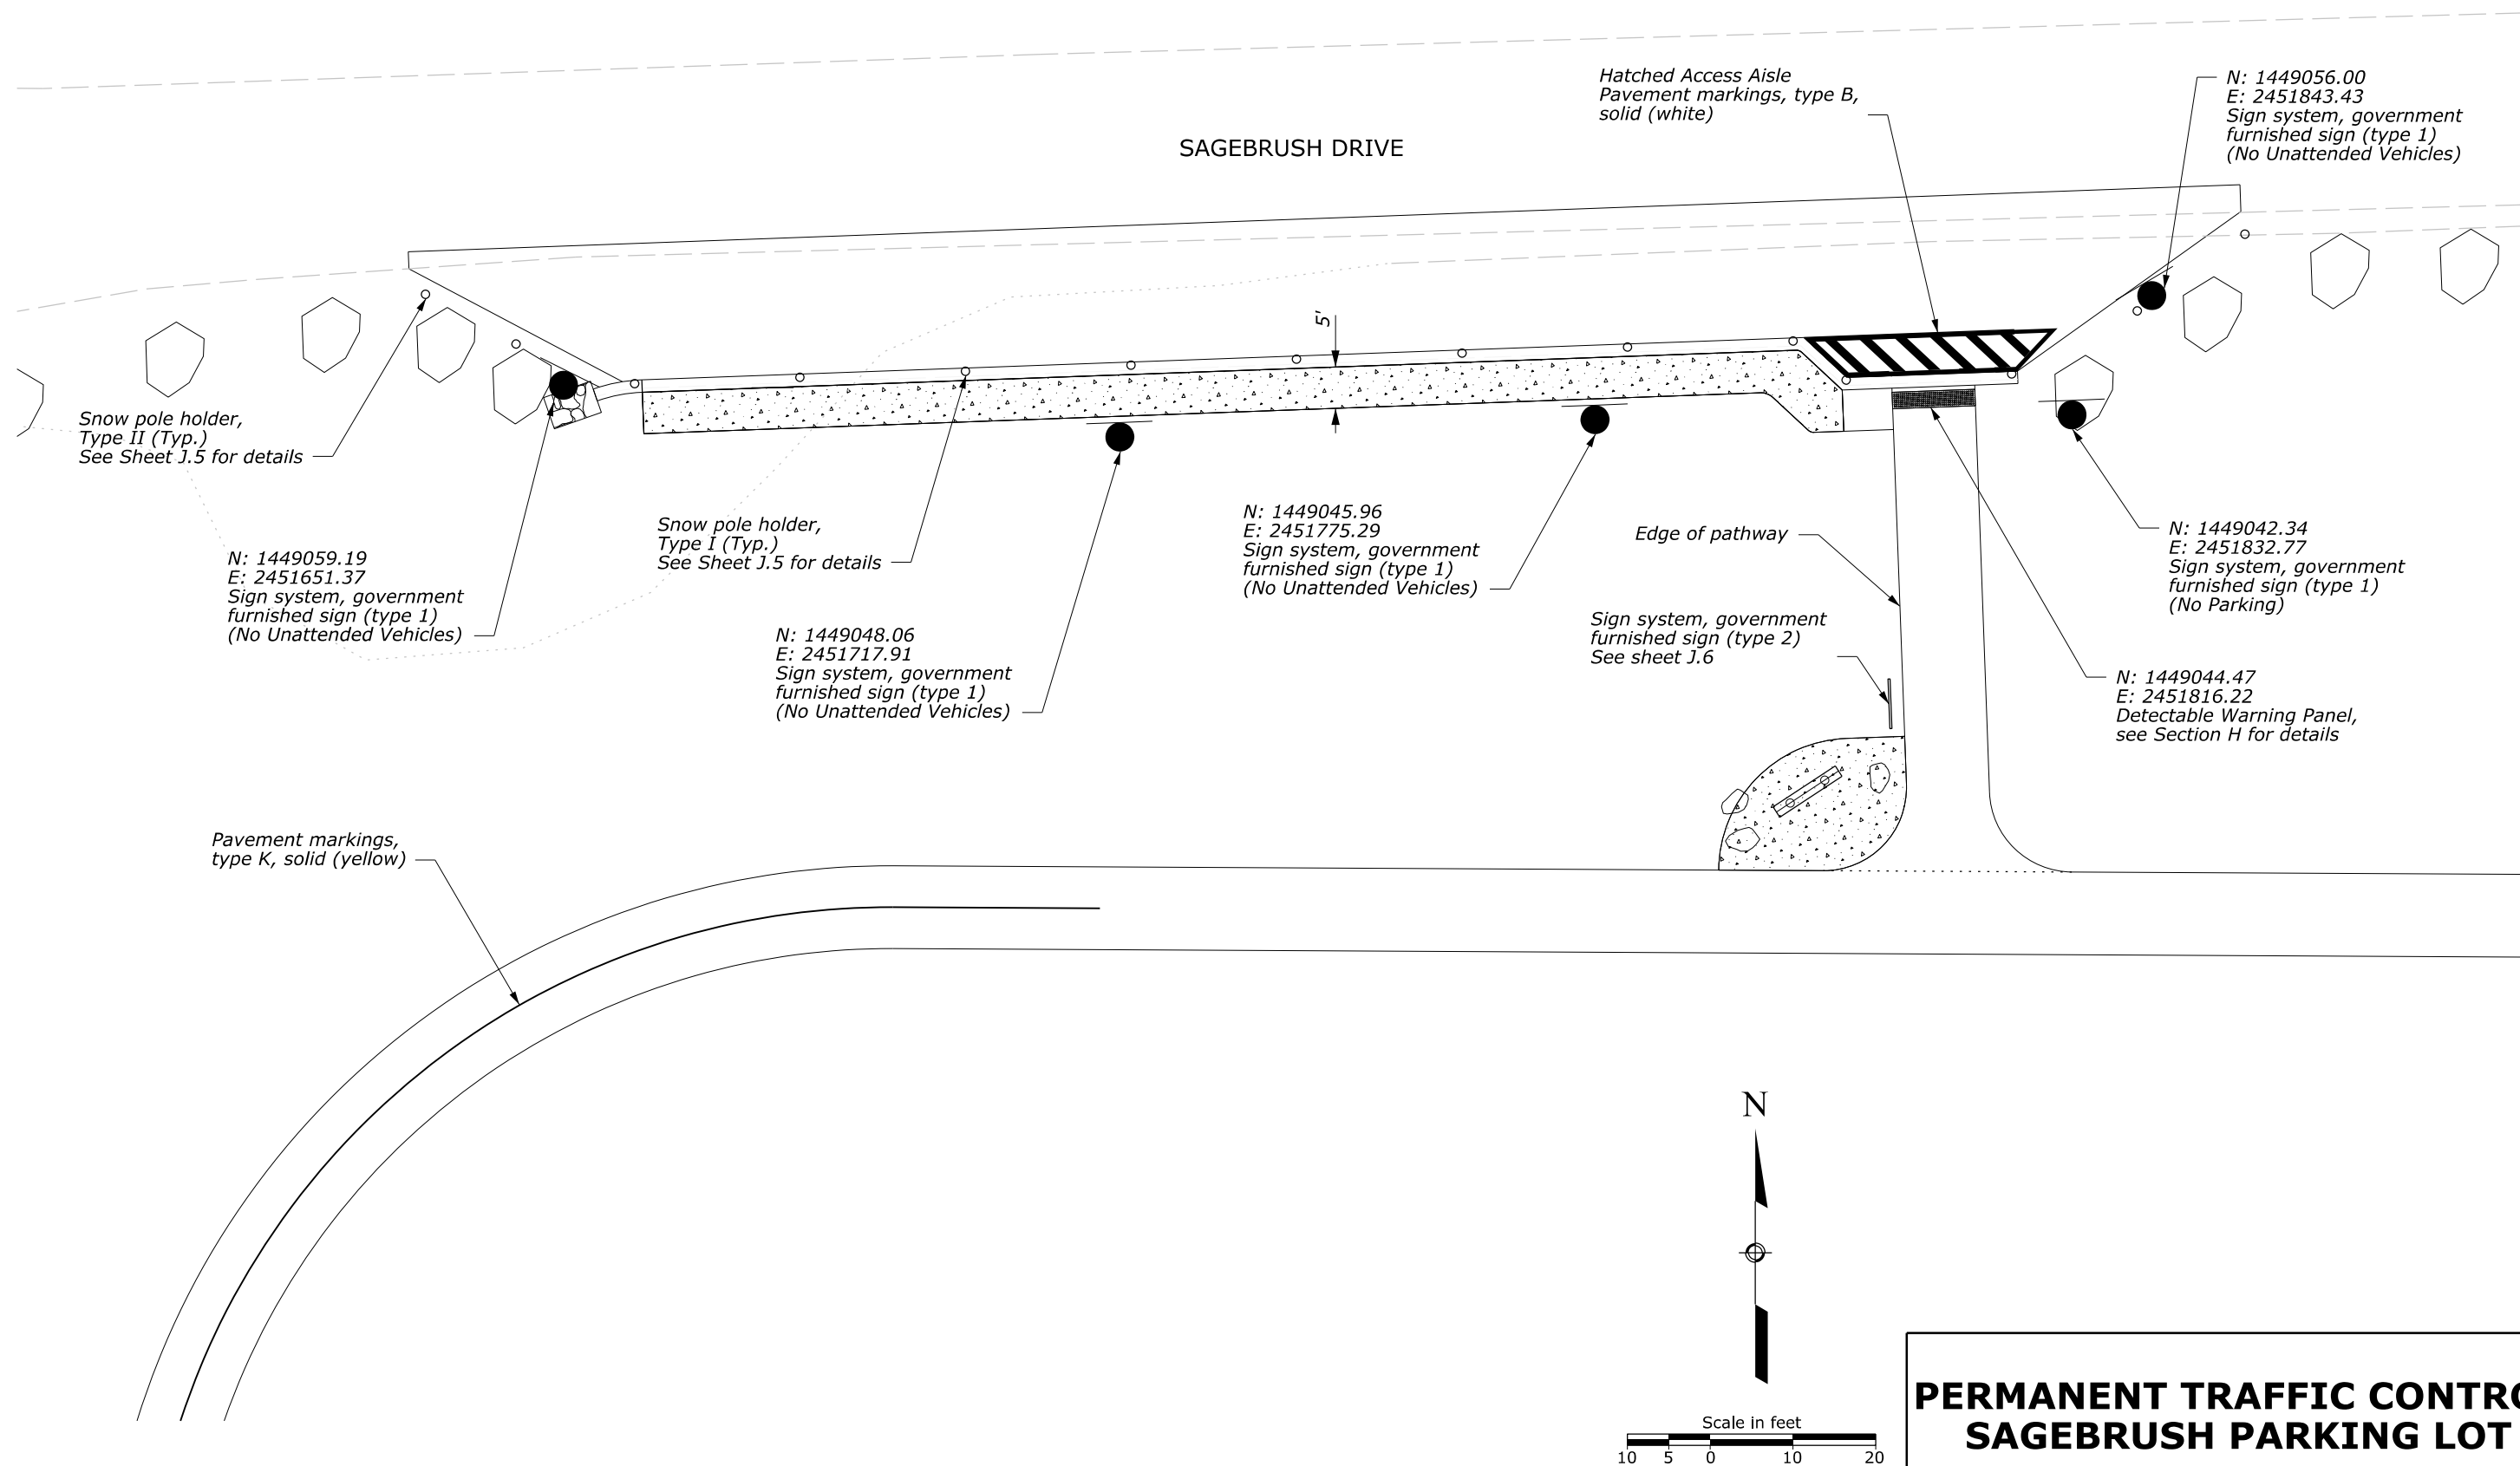 Hatched Access Aisle
Pavement markings, type B,
solid (white)
N: 1449056.00
E: 2451843.43
Sign system, government
furnished sign (type 1)
(No Unattended Vehicles)
SAGEBRUSH DRIVE
5'
Snow pole holder,
Type II (Typ.)
See Sheet J.5 for details
N: 1449059.19
E: 2451651.37
Sign system, government
furnished sign (type 1)
(No Unattended Vehicles)
Snow pole holder,
Type I (Typ.)
See Sheet J.5 for details
N: 1449048.06
E: 2451717.91
Sign system, government
furnished sign (type 1)
(No Unattended Vehicles)
N: 1449045.96
E: 2451775.29
Sign system, government
furnished sign (type 1)
(No Unattended Vehicles)
Edge of pathway
Sign system, government
furnished sign (type 2)
See sheet J.6
N: 1449042.34
E: 2451832.77
Sign system, government
furnished sign (type 1)
(No Parking)
N: 1449044.47
E: 2451816.22
Detectable Warning Panel,
see Section H for details
Pavement markings,
type K, solid (yellow)
N
Scale in feet
10 5 0 10 20
PERMANENT TRAFFIC CONTRO
SAGEBRUSH PARKING LOT